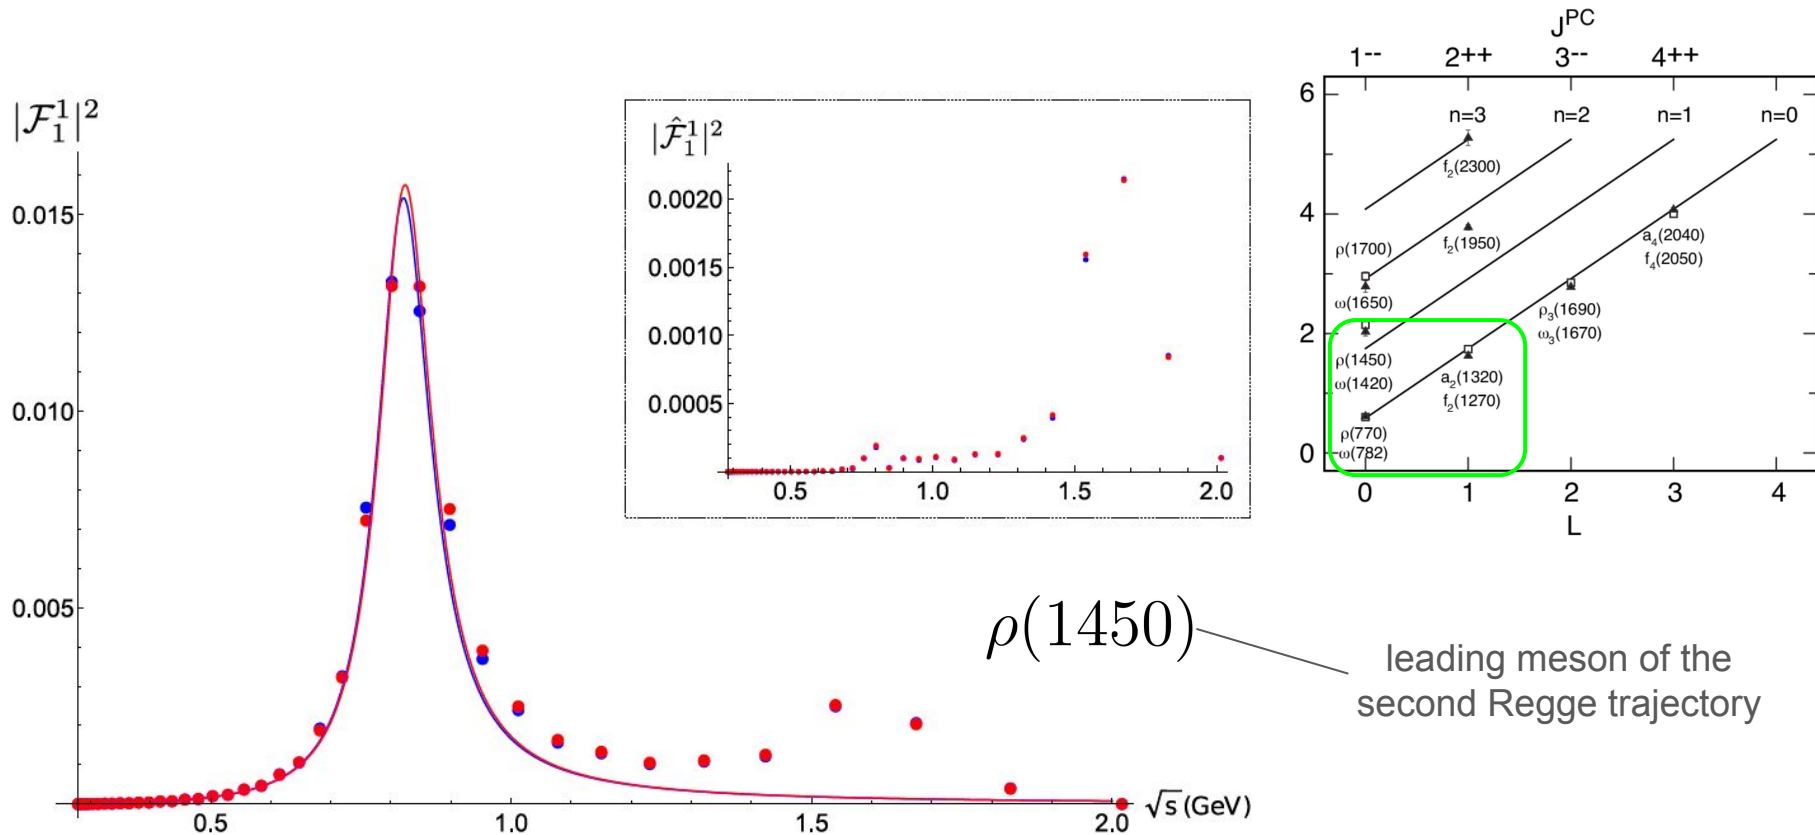 |𝓕₁¹|²
0.015
0.010
0.005
0.5
1.0
1.5
2.0
√s (GeV)
|𝓕̂₁¹|²
0.0020
0.0015
0.0010
0.0005
0.5
1.0
1.5
2.0
J^PC
1-- 2++ 3-- 4++
6
4
2
0
n=3 n=2 n=1 n=0
f₂(2300)
ρ(1700)
f₂(1950)
a₄(2040)
f₄(2050)
ω(1650)
ρ₃(1690)
ω₃(1670)
ρ(1450)
ω(1420)
a₂(1320)
f₂(1270)
ρ(770)
ω(782)
0 1 2 3 4
L
ρ(1450)
leading meson of the
second Regge trajectory